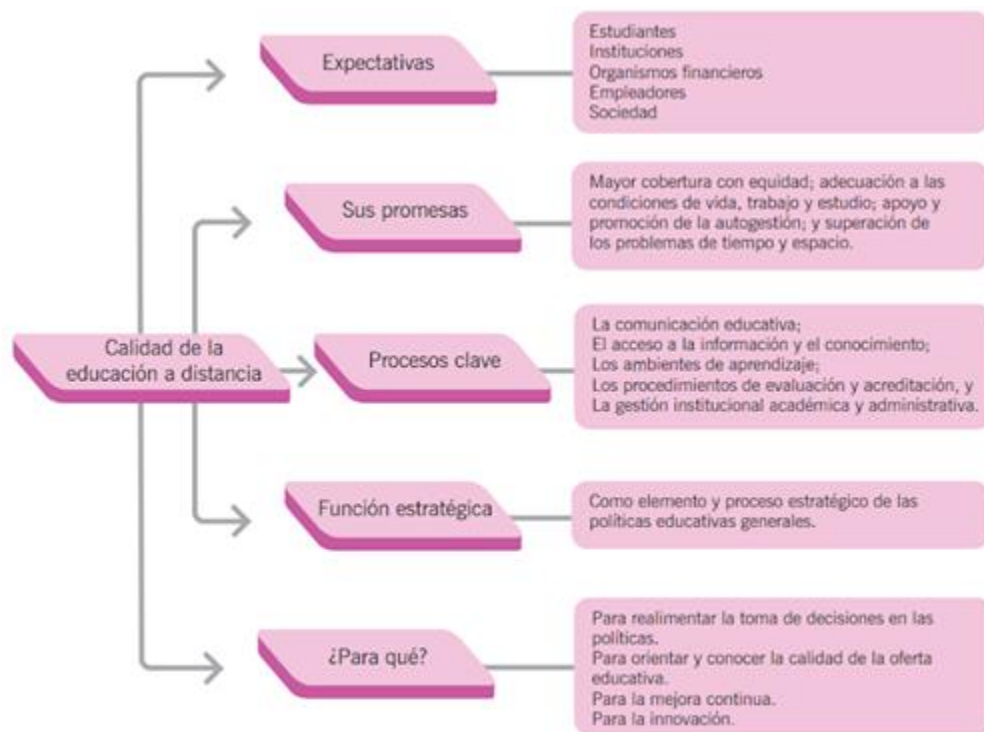 Expectativas
Estudiantes
Instituciones
Organismos financieros
Empleadores
Sociedad
Sus promesas
Mayor cobertura con equidad; adecuación a las
condiciones de vida, trabajo y estudio; apoyo y
promoción de la autogestión; y superación de
los problemas de tiempo y espacio.
Calidad de la
educación a distancia
Procesos clave
La comunicación educativa;
El acceso a la información y el conocimiento;
Los ambientes de aprendizaje;
Los procedimientos de evaluación y acreditación, y
La gestión institucional académica y administrativa.
Función estratégica
Como elemento y proceso estratégico de las
políticas educativas generales.
¿Para qué?
Para realimentar la toma de decisiones en las
políticas.
Para orientar y conocer la calidad de la oferta
educativa.
Para la mejora continua.
Para la innovación.